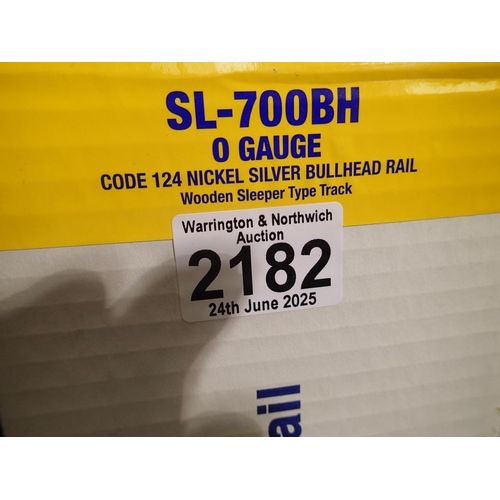 SL-700BH
O GAUGE
CODE 124 NICKEL SILVER BULLHEAD RAIL
Wooden Sleeper Type Track
Warrington & Northwich
Auction
2182
24th June 2025
ail